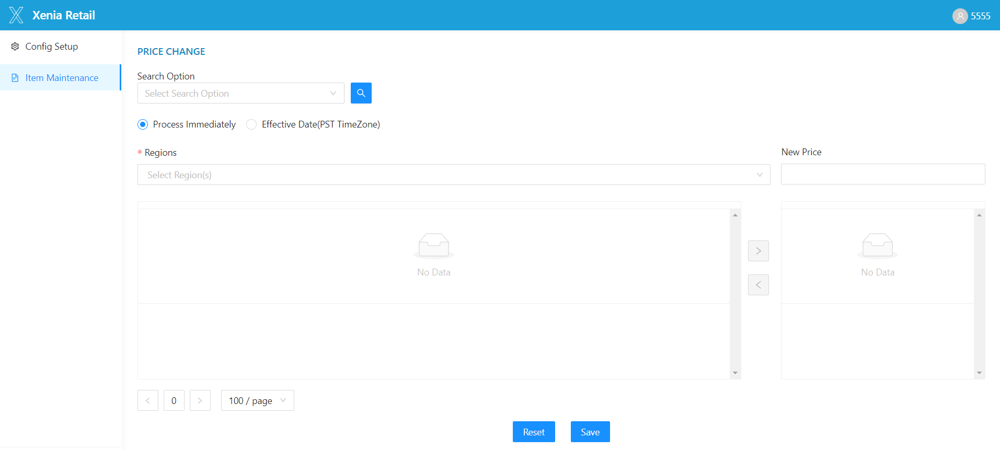 Xenia Retail
5555
Config Setup
Item Maintenance
PRICE CHANGE
Search Option
Select Search Option
Process Immediately
Effective Date(PST TimeZone)
* Regions
New Price
Select Region(s)
No Data
No Data
< 0 >
100 / page
Reset
Save